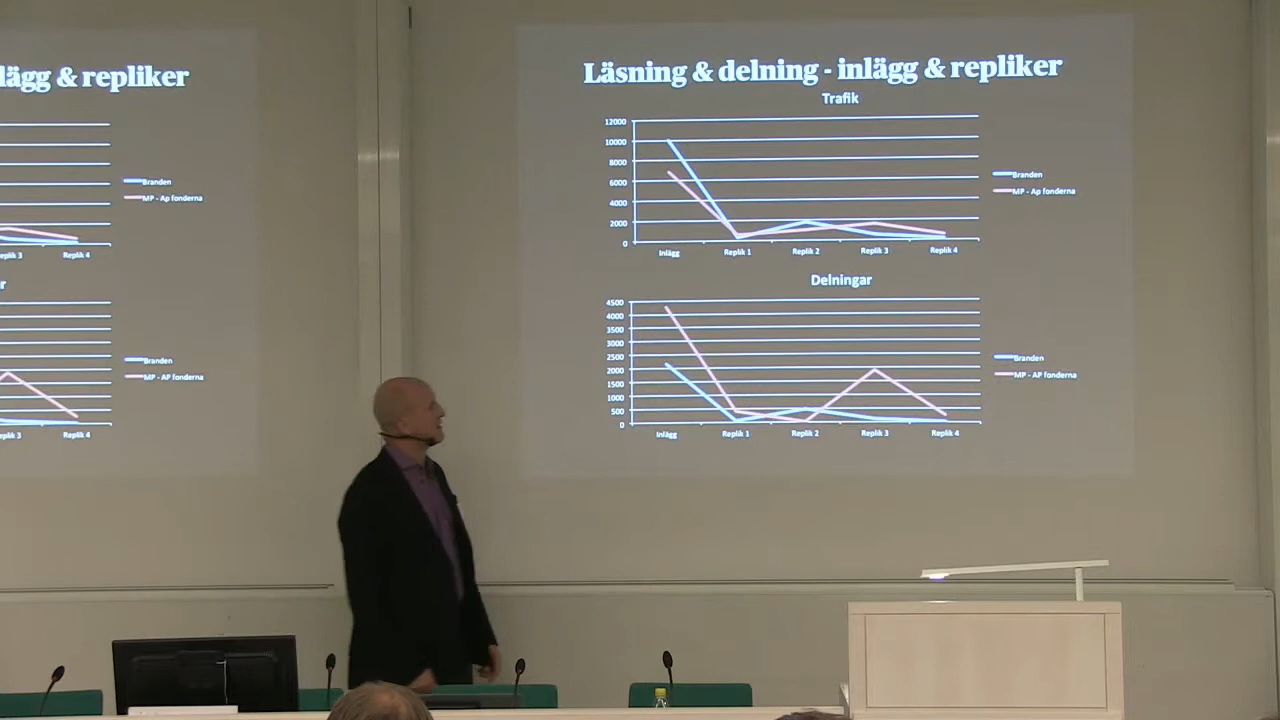 lägg & repliker
Branden
MP - Ap fonderna
Replik 3
Replik 4
r
Branden
MP - AP fonderna
Replik 3
Replik 4
Läsning & delning - inlägg & repliker
Trafik
12000
10000
8000
6000
4000
2000
0
Inlägg
Replik 1
Replik 2
Replik 3
Replik 4
Branden
MP - Ap fonderna
Delningar
4500
4000
3500
3000
2500
2000
1500
1000
500
0
Inlägg
Replik 1
Replik 2
Replik 3
Replik 4
Branden
MP - AP fonderna